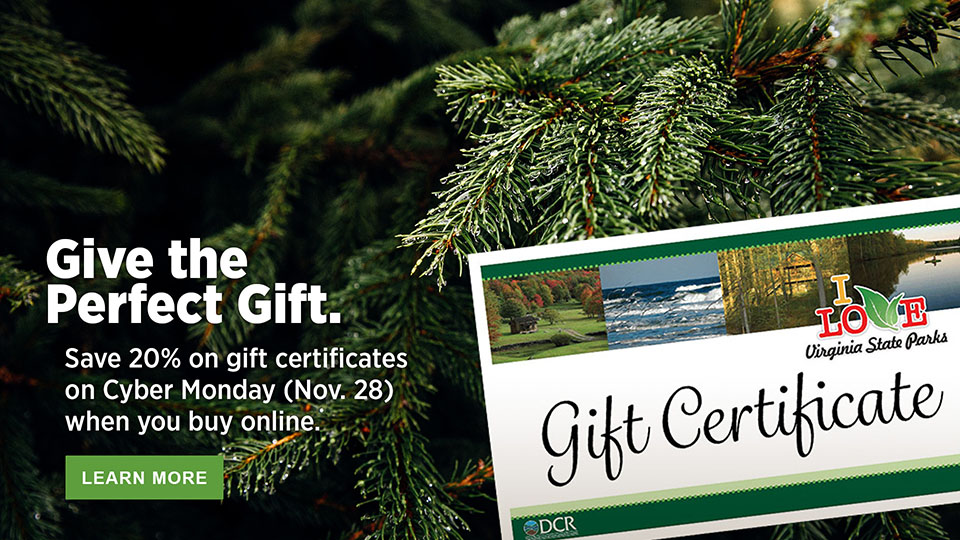 Give the
Perfect Gift.
Save 20% on gift certificates
on Cyber Monday (Nov. 28)
when you buy online.
LEARN MORE
I
LOVE
Virginia State Parks
Gift Certificate
DCR